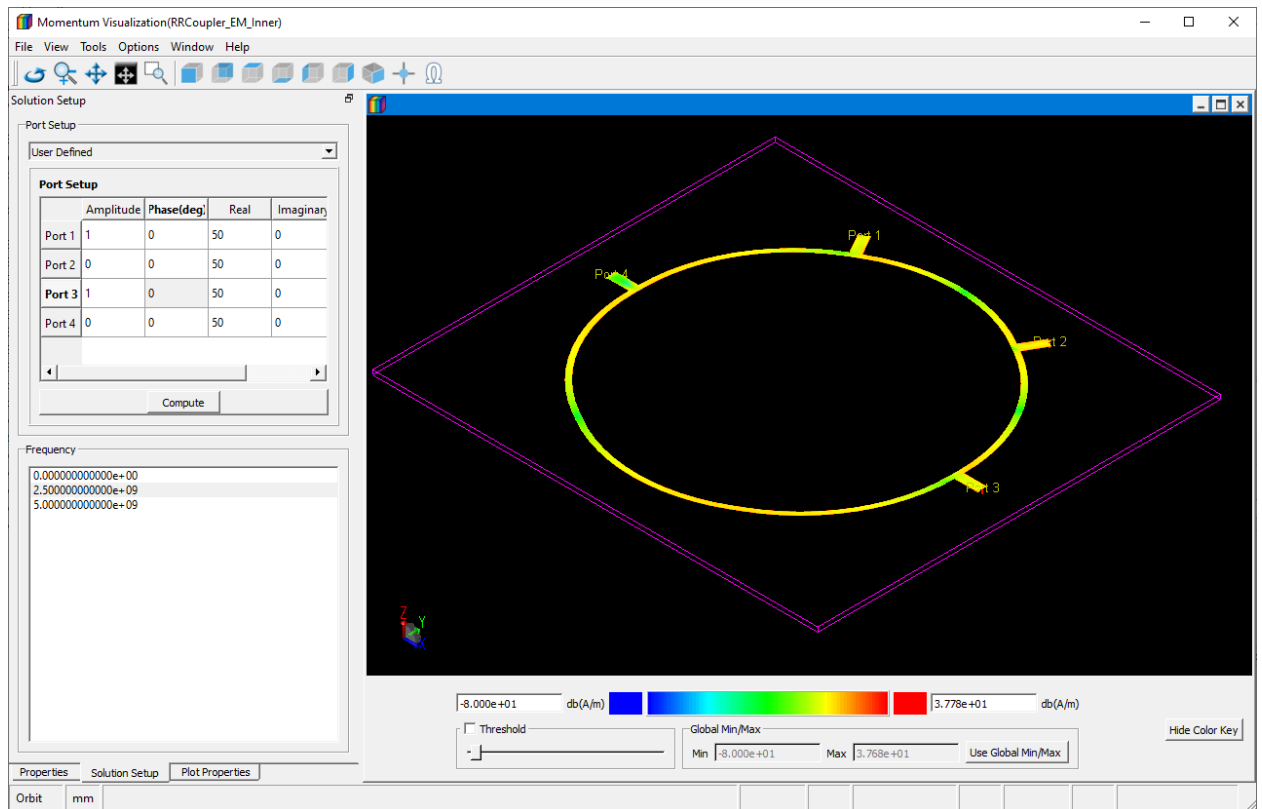 Momentum Visualization(RRCoupler_EM_Inner)
File View Tools Options Window Help
Solution Setup
Port Setup
User Defined
Port Setup
Amplitude Phase(deg) Real Imaginary
Port 1 1 0 50 0
Port 2 0 0 50 0
Port 3 1 0 50 0
Port 4 0 0 50 0
Compute
Frequency
0.000000000000e+00
2.500000000000e+09
5.000000000000e+09
Properties Solution Setup Plot Properties
Orbit mm
Port 1
Port 4
Port 2
Port 3
Z
Y
X
-8.000e+01 db(A/m) 3.778e+01 db(A/m)
Threshold
Global Min/Max
Min -8.000e+01 Max 3.768e+01 Use Global Min/Max
Hide Color Key